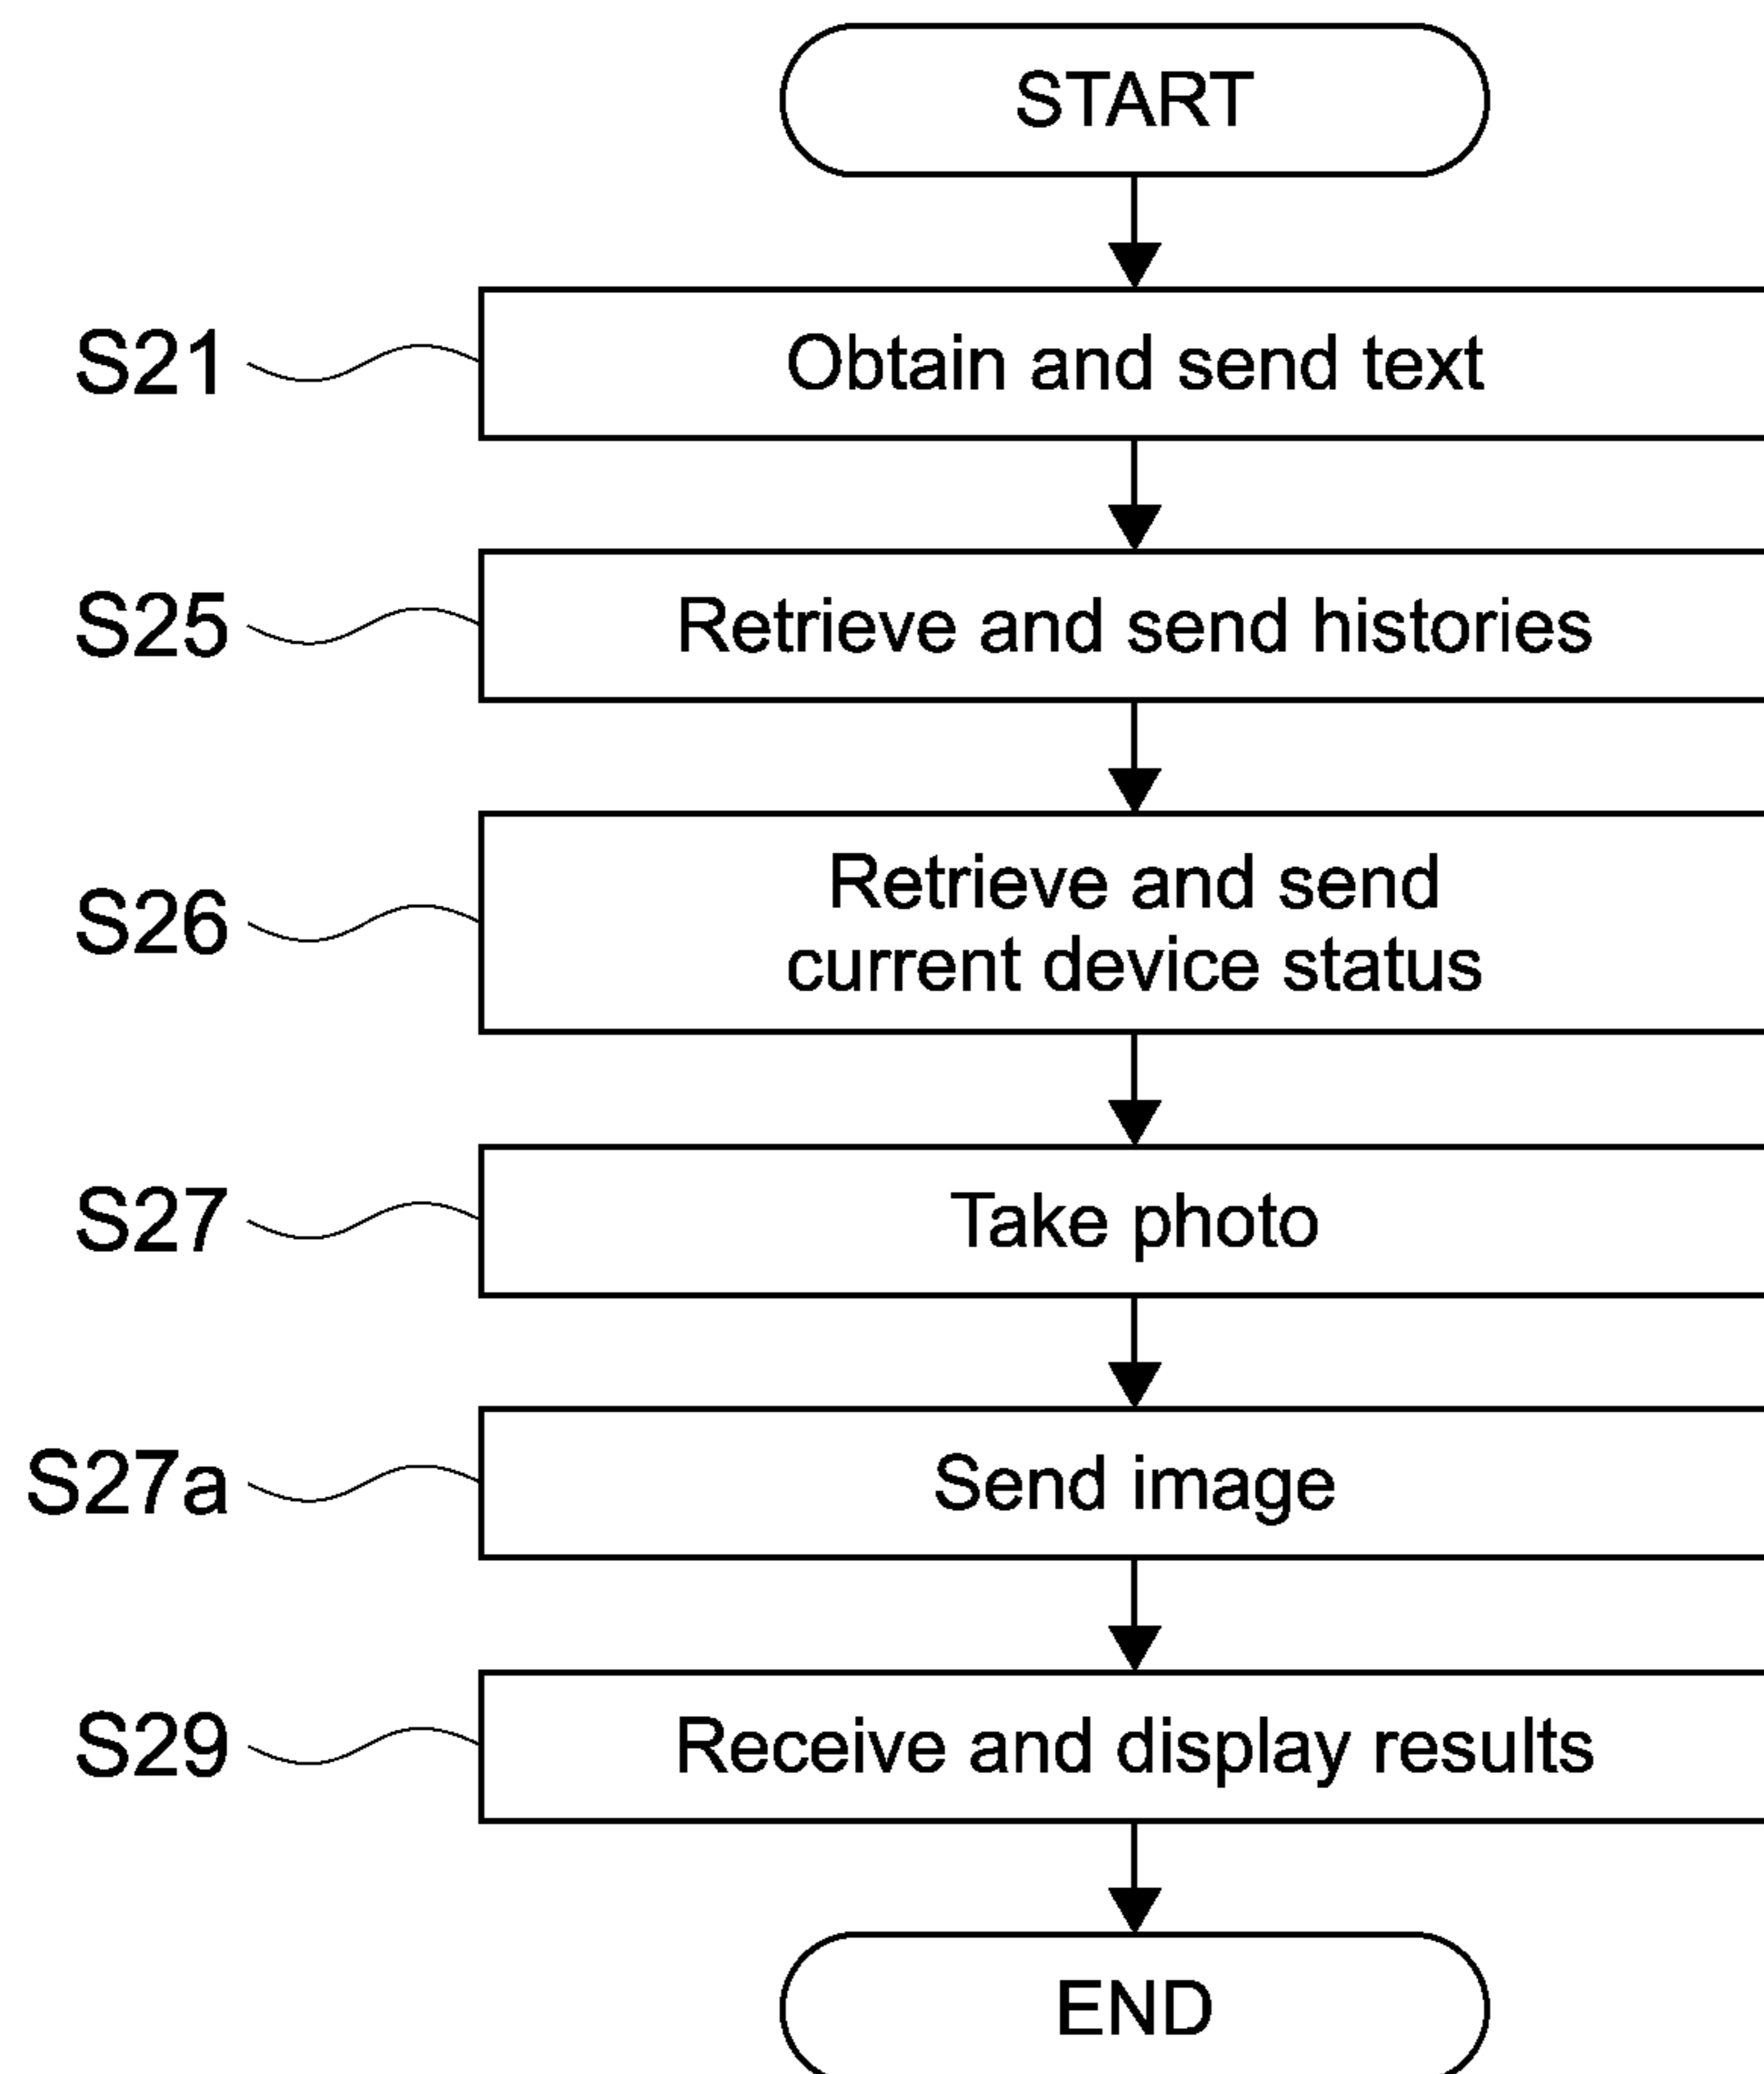 START
S21
Obtain and send text
S25
Retrieve and send histories
S26
Retrieve and send
current device status
S27
Take photo
S27a
Send image
S29
Receive and display results
END